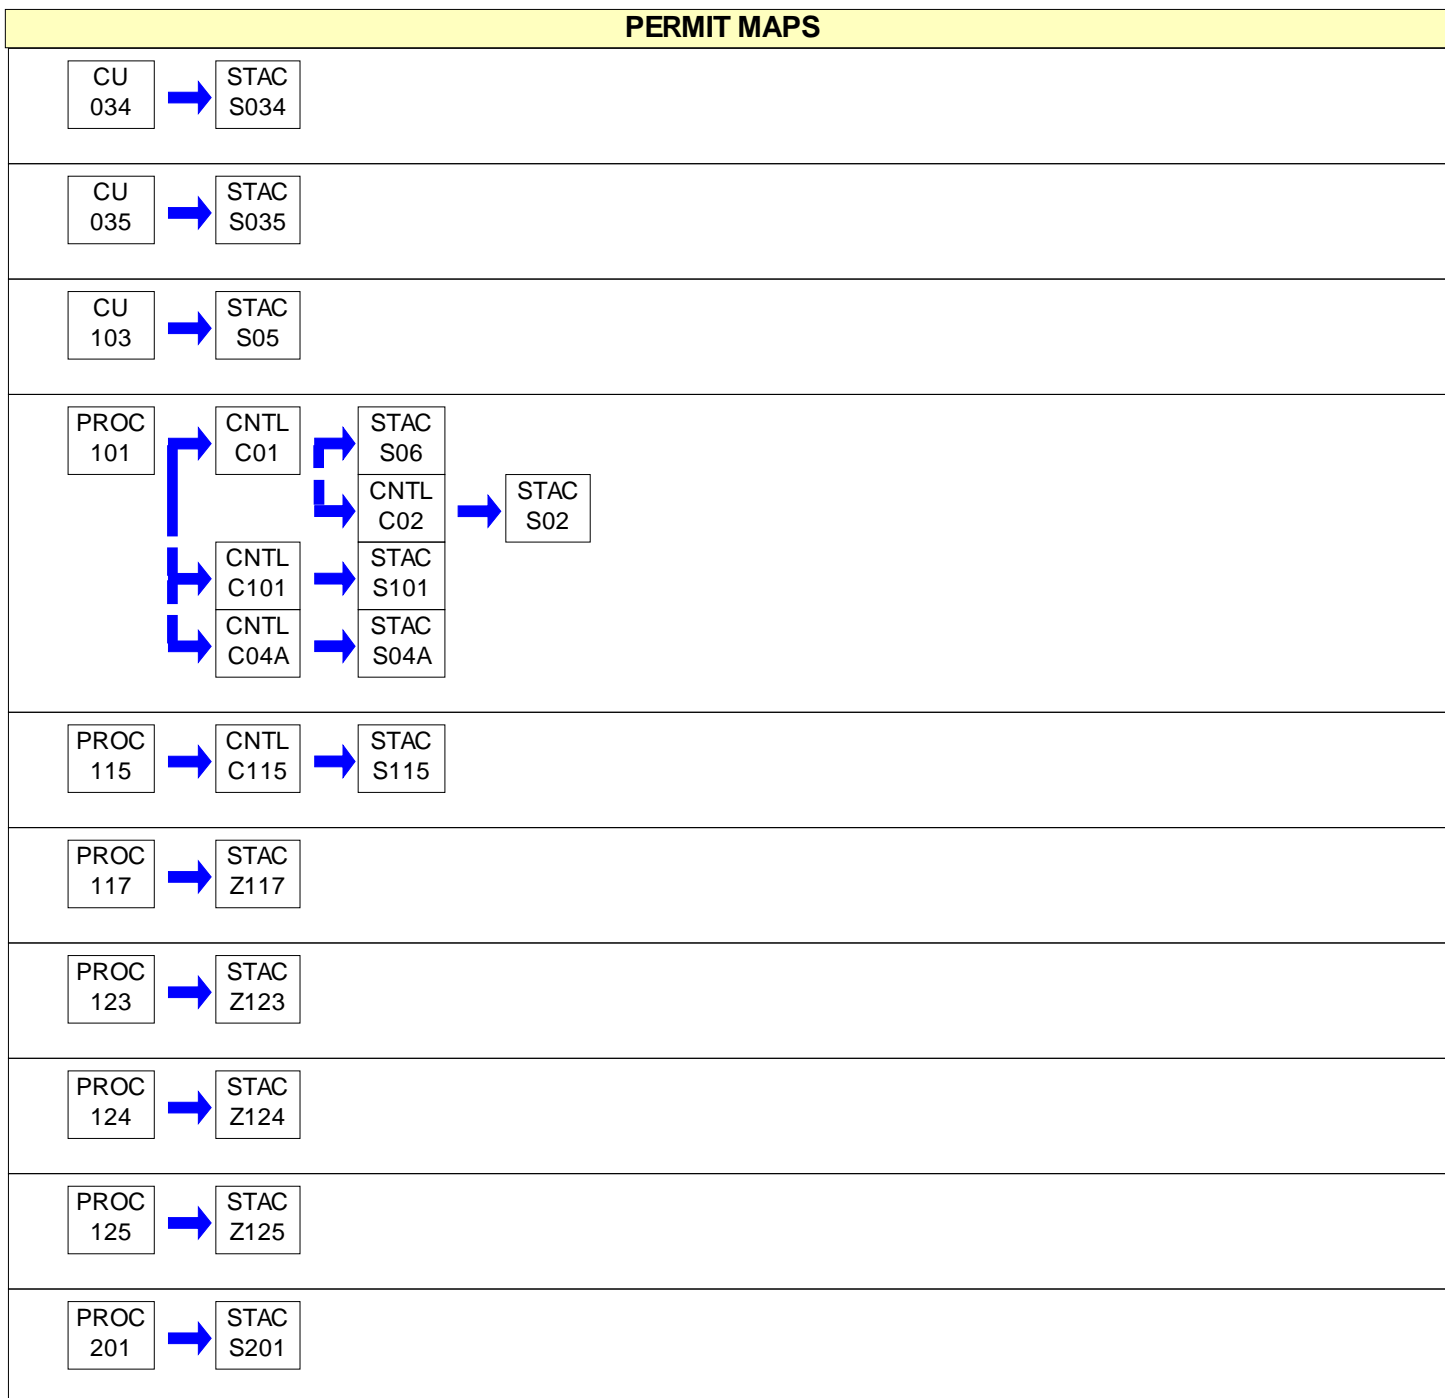 PERMIT MAPS
CU
034
STAC
S034
CU
035
STAC
S035
CU
103
STAC
S05
PROC
101
CNTL
C01
STAC
S06
CNTL
C02
STAC
S02
CNTL
C101
STAC
S101
CNTL
C04A
STAC
S04A
PROC
115
CNTL
C115
STAC
S115
PROC
117
STAC
Z117
PROC
123
STAC
Z123
PROC
124
STAC
Z124
PROC
125
STAC
Z125
PROC
201
STAC
S201